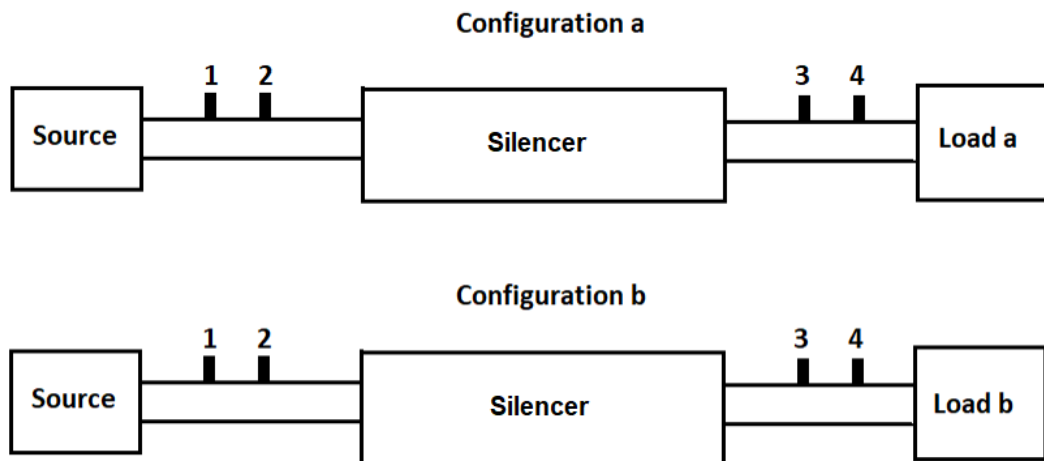 Configuration a
1 2 3 4
Source Silencer Load a
Configuration b
1 2 3 4
Source Silencer Load b